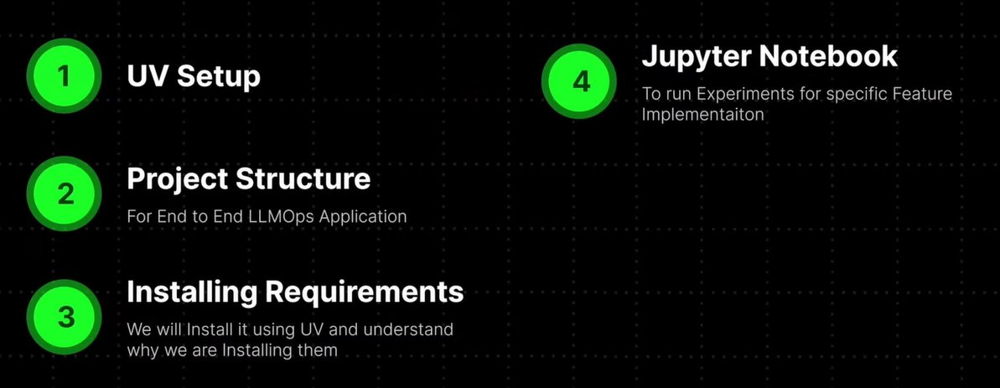 1
UV Setup
2
Project Structure
For End to End LLMOps Application
3
Installing Requirements
We will Install it using UV and understand
why we are Installing them
4
Jupyter Notebook
To run Experiments for specific Feature
Implementaiton